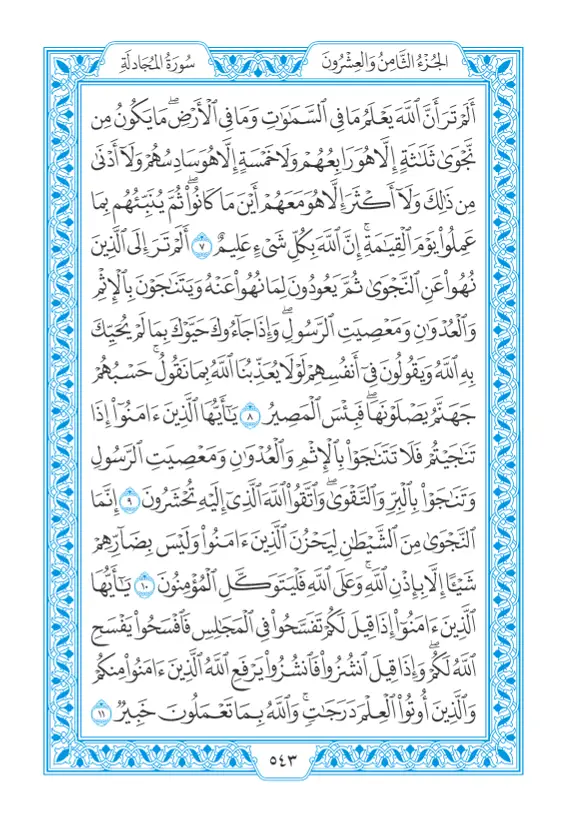 الجُزْءُ الثَّامِنُ وَالعِشْرُونَ
سُورَةُ المُجَادلَةِ
أَلَمْ تَرَ أَنَّ ٱللَّهَ يَعْلَمُ مَا فِي ٱلسَّمَٰوَٰتِ وَمَا فِي ٱلْأَرْضِۖ مَا يَكُونُ مِن
نَّجْوَىٰ ثَلَٰثَةٍ إِلَّا هُوَ رَابِعُهُمْ وَلَا خَمْسَةٍ إِلَّا هُوَ سَادِسُهُمْ وَلَآ أَدْنَىٰ
مِن ذَٰلِكَ وَلَآ أَكْثَرَ إِلَّا هُوَ مَعَهُمْ أَيْنَ مَا كَانُوا۟ۖ ثُمَّ يُنَبِّئُهُم بِمَا
عَمِلُوا۟ يَوْمَ ٱلْقِيَٰمَةِۚ إِنَّ ٱللَّهَ بِكُلِّ شَىْءٍ عَلِيمٌ ٧ أَلَمْ تَرَ إِلَى ٱلَّذِينَ
نُهُوا۟ عَنِ ٱلنَّجْوَىٰ ثُمَّ يَعُودُونَ لِمَا نُهُوا۟ عَنْهُ وَيَتَنَٰجَوْنَ بِٱلْإِثْمِ
وَٱلْعُدْوَٰنِ وَمَعْصِيَتِ ٱلرَّسُولِۖ وَإِذَا جَآءُوكَ حَيَّوْكَ بِمَا لَمْ يُحَيِّكَ
بِهِ ٱللَّهُ وَيَقُولُونَ فِىٓ أَنفُسِهِمْ لَوْلَا يُعَذِّبُنَا ٱللَّهُ بِمَا نَقُولُۚ حَسْبُهُمْ
جَهَنَّمُ يَصْلَوْنَهَاۖ فَبِئْسَ ٱلْمَصِيرُ ٨ يَٰٓأَيُّهَا ٱلَّذِينَ ءَامَنُوٓا۟ إِذَا
تَنَٰجَيْتُمْ فَلَا تَتَنَٰجَوْا۟ بِٱلْإِثْمِ وَٱلْعُدْوَٰنِ وَمَعْصِيَتِ ٱلرَّسُولِ
وَتَنَٰجَوْا۟ بِٱلْبِرِّ وَٱلتَّقْوَىٰۖ وَٱتَّقُوا۟ ٱللَّهَ ٱلَّذِىٓ إِلَيْهِ تُحْشَرُونَ ٩ إِنَّمَا
ٱلنَّجْوَىٰ مِنَ ٱلشَّيْطَٰنِ لِيَحْزُنَ ٱلَّذِينَ ءَامَنُوا۟ وَلَيْسَ بِضَآرِّهِمْ
شَيْـًٔا إِلَّا بِإِذْنِ ٱللَّهِۚ وَعَلَى ٱللَّهِ فَلْيَتَوَكَّلِ ٱلْمُؤْمِنُونَ ١٠ يَٰٓأَيُّهَا
ٱلَّذِينَ ءَامَنُوٓا۟ إِذَا قِيلَ لَكُمْ تَفَسَّحُوا۟ فِى ٱلْمَجَٰلِسِ فَٱفْسَحُوا۟ يَفْسَحِ
ٱللَّهُ لَكُمْۖ وَإِذَا قِيلَ ٱنشُزُوا۟ فَٱنشُزُوا۟ يَرْفَعِ ٱللَّهُ ٱلَّذِينَ ءَامَنُوا۟ مِنكُمْ
وَٱلَّذِينَ أُوتُوا۟ ٱلْعِلْمَ دَرَجَٰتٍۚ وَٱللَّهُ بِمَا تَعْمَلُونَ خَبِيرٌ ١١
٥٤٣